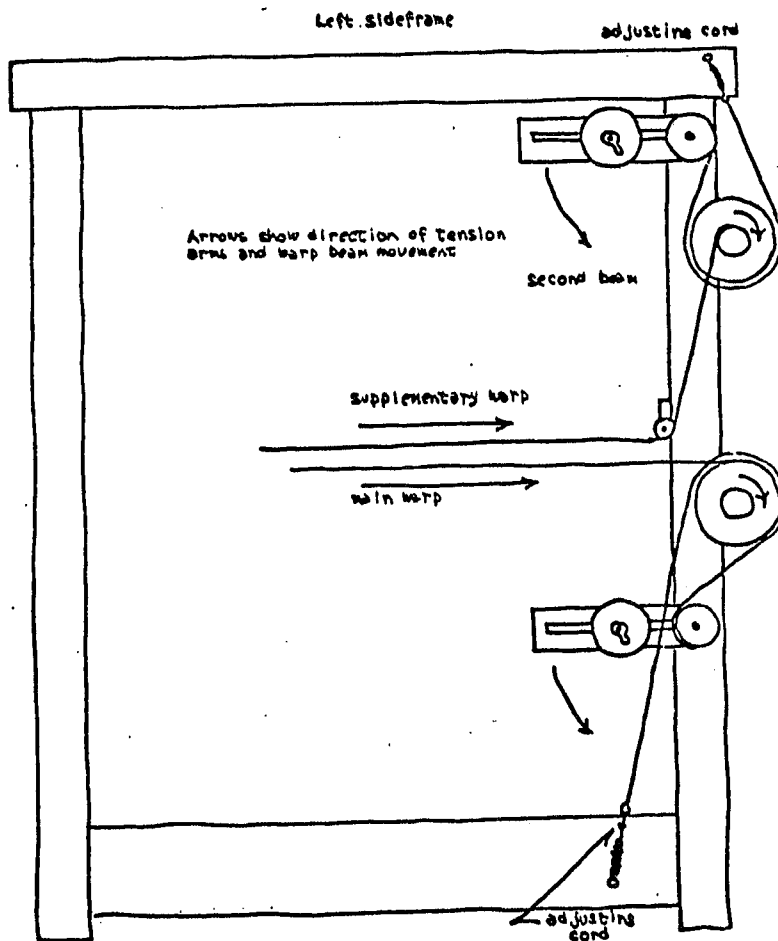 Left sideframe
adjusting cord
Arrows show direction of tension
arms and warp beam movement
second beam
supplementary warp
main warp
adjusting
cord